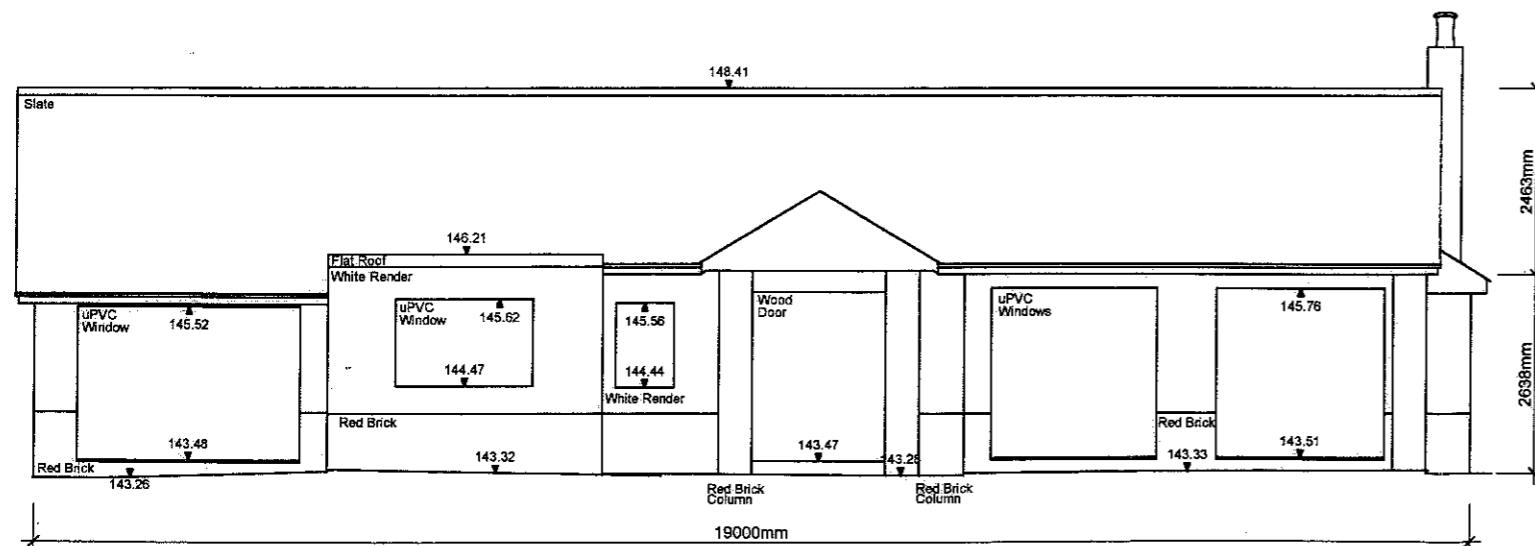 148.41
Slate
2463mm
146.21
Flat Roof
White Render
uPVC
Window
145.52
uPVC
Window
145.62
145.56
Wood
Door
uPVC
Windows
145.76
144.47
144.44
White Render
2638mm
Red Brick
Red Brick
143.48
143.47
143.51
Red Brick
143.26
143.32
143.28
143.33
Red Brick
Column
Red Brick
Column
19000mm